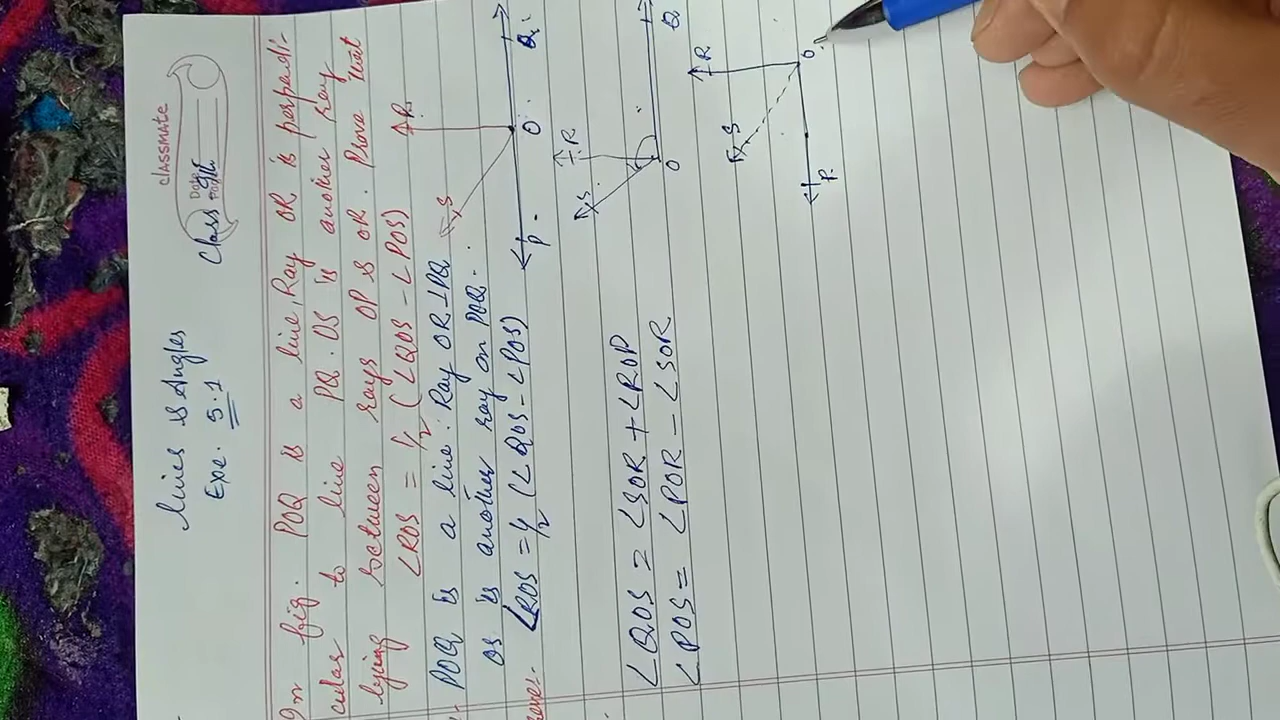 classmate
Date
Page
Class - 9th
lines is Angles
Exe. 5.1
In fig. POQ is a line, Ray OR is perpendi-
cular to line PQ. OS is another ray
lying between rays OP is OR. Prove that
∠ROS = 1/2 (∠QOS - ∠POS)
POQ is a line. Ray OR ⊥ PQ
OS is another ray on POQ.
∠ROS = 1/2 (∠QOS - ∠POS)
∠QOS = ∠SOR + ∠ROP
∠POS = ∠POR - ∠SOR
R
S
P
O
Q
R
S
O
Q
R
S
O
P